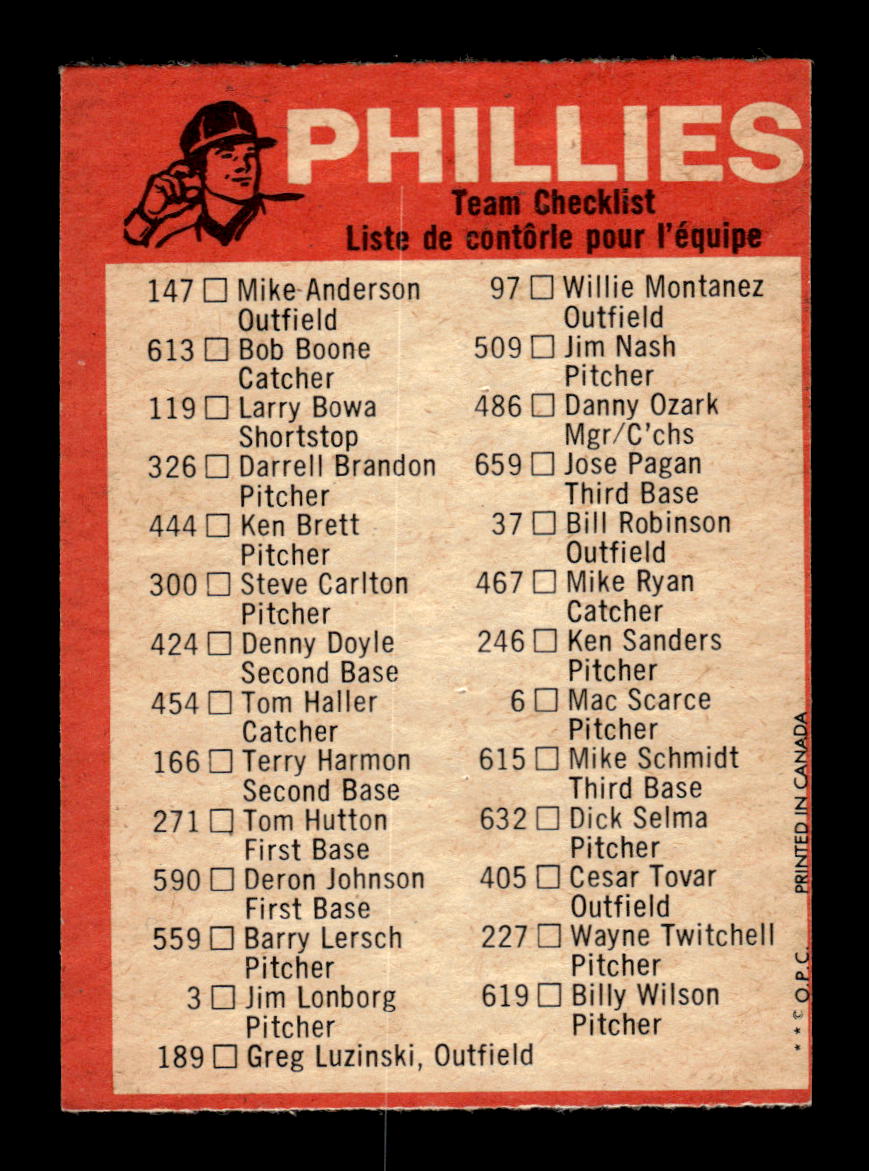 PHILLIES
Team Checklist
Liste de contôrle pour l'équipe
147 □ Mike Anderson
Outfield
613 □ Bob Boone
Catcher
119 □ Larry Bowa
Shortstop
326 □ Darrell Brandon
Pitcher
444 □ Ken Brett
Pitcher
300 □ Steve Carlton
Pitcher
424 □ Denny Doyle
Second Base
454 □ Tom Haller
Catcher
166 □ Terry Harmon
Second Base
271 □ Tom Hutton
First Base
590 □ Deron Johnson
First Base
559 □ Barry Lersch
Pitcher
3 □ Jim Lonborg
Pitcher
189 □ Greg Luzinski, Outfield
97 □ Willie Montanez
Outfield
509 □ Jim Nash
Pitcher
486 □ Danny Ozark
Mgr/C'chs
659 □ Jose Pagan
Third Base
37 □ Bill Robinson
Outfield
467 □ Mike Ryan
Catcher
246 □ Ken Sanders
Pitcher
6 □ Mac Scarce
Pitcher
615 □ Mike Schmidt
Third Base
632 □ Dick Selma
Pitcher
405 □ Cesar Tovar
Outfield
227 □ Wayne Twitchell
Pitcher
619 □ Billy Wilson
Pitcher
* * © O.P.C. PRINTED IN CANADA